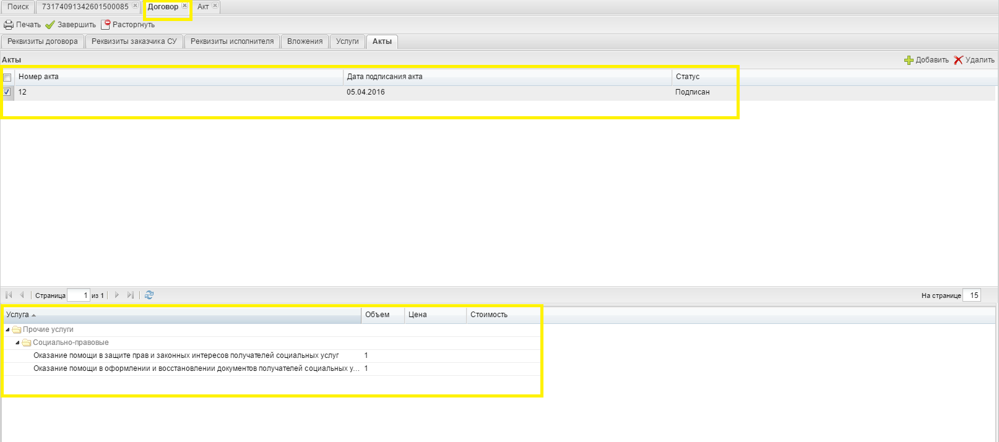 Поиск 73174091342601500085 Договор Акт
Печать Завершить Расторгнуть
Реквизиты договора Реквизиты заказчика СУ Реквизиты исполнителя Вложения Услуги Акты
Акты Добавить Удалить
Номер акта Дата подписания акта Статус
12 05.04.2016 Подписан
Страница 1 из 1 На странице 15
Услуга Объем Цена Стоимость
Прочие услуги
Социально-правовые
Оказание помощи в защите прав и законных интересов получателей социальных услуг 1
Оказание помощи в оформлении и восстановлении документов получателей социальных у... 1